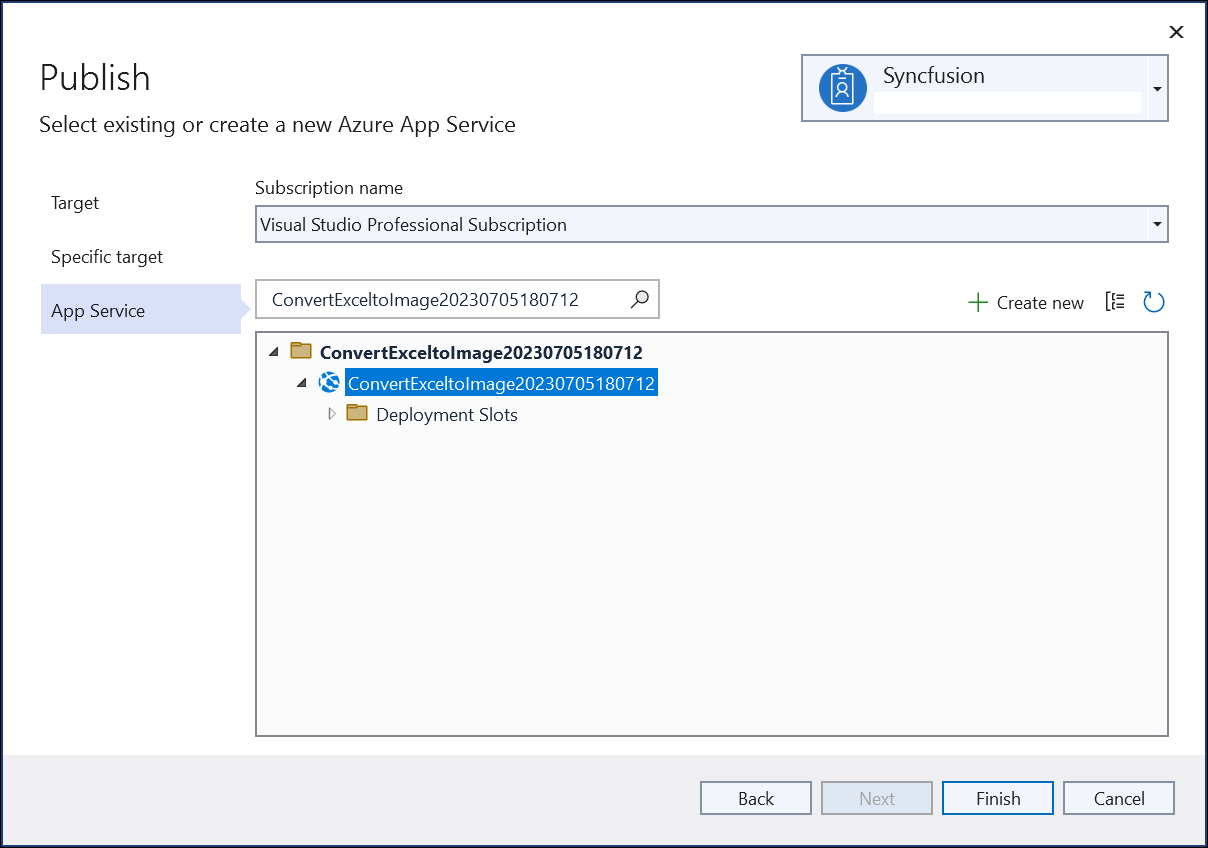 Publish
Syncfusion
Select existing or create a new Azure App Service
Target
Specific target
App Service
Subscription name
Visual Studio Professional Subscription
ConvertExceltoImage20230705180712
Create new
ConvertExceltoImage20230705180712
ConvertExceltoImage20230705180712
Deployment Slots
Back
Next
Finish
Cancel